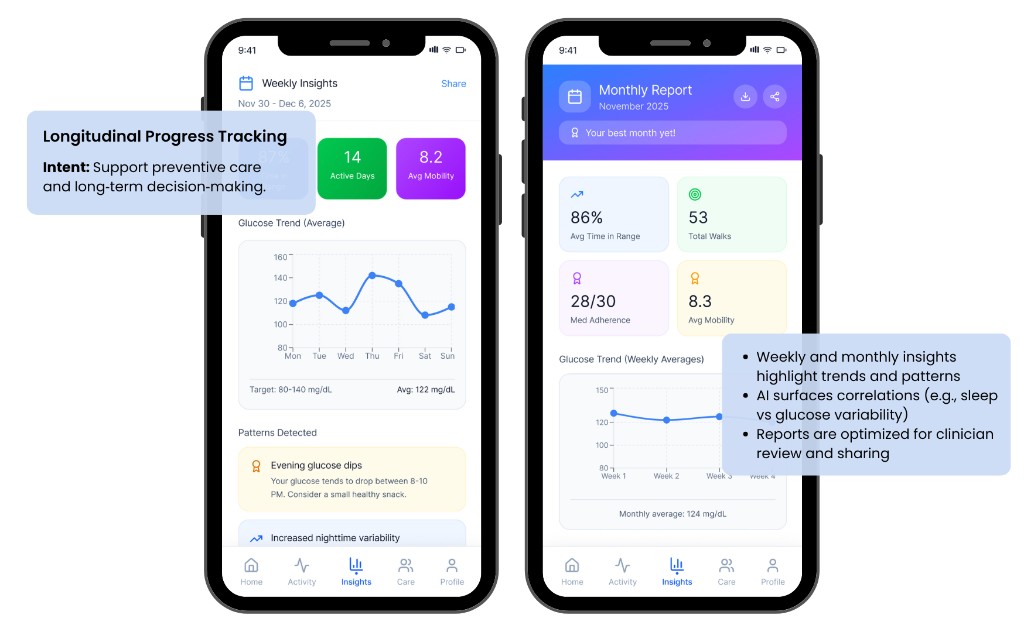 9:41
Weekly Insights
Share
Nov 30 - Dec 6, 2025
Longitudinal Progress Tracking
Intent: Support preventive care
and long-term decision-making.
87%
14
Active Days
8.2
Avg Mobility
Glucose Trend (Average)
160
140
120
100
80
Mon Tue Wed Thu Fri Sat Sun
Target: 80-140 mg/dL
Avg: 122 mg/dL
Patterns Detected
Evening glucose dips
Your glucose tends to drop between 8-10
PM. Consider a small healthy snack.
Increased nighttime variability
Home Activity Insights Care Profile
9:41
Monthly Report
November 2025
Your best month yet!
86%
Avg Time in Range
53
Total Walks
28/30
Med Adherence
8.3
Avg Mobility
Glucose Trend (Weekly Averages)
150
120
100
80
Week 1 Week 2 Week 3 Week 4
Monthly average: 124 mg/dL
Home Activity Insights Care Profile
• Weekly and monthly insights
highlight trends and patterns
• AI surfaces correlations (e.g., sleep
vs glucose variability)
• Reports are optimized for clinician
review and sharing